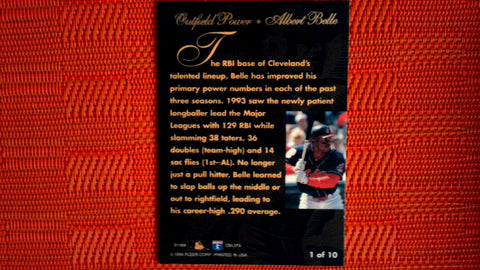 Outfield Power • Albert Belle
The RBI base of Cleveland's
talented lineup, Belle has improved his
primary power numbers in each of the past
three seasons. 1993 saw the newly patient
longballer lead the Major
Leagues with 129 RBI while
slamming 38 taters, 36
doubles (team-high) and 14
sac flies (1st--AL). No longer
just a pull hitter, Belle learned
to slap balls up the middle or
out to rightfield, leading to
his career-high .290 average.
©MLBPA
1 of 10
© 1994 FLEER CORP. PRINTED IN USA